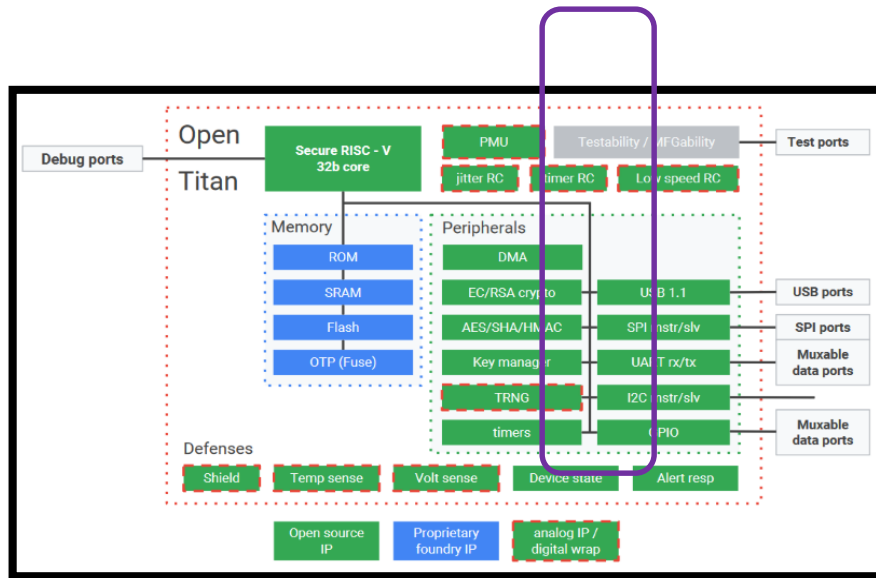 Open
Titan
Debug ports
Secure RISC - V
32b core
PMU
Testability / MFGability
Test ports
jitter RC
timer RC
Low speed RC
Memory
ROM
SRAM
Flash
OTP (Fuse)
Peripherals
DMA
EC/RSA crypto
USB 1.1
USB ports
AES/SHA/HMAC
SPI mstr/slv
SPI ports
Key manager
UART rx/tx
Muxable
data ports
TRNG
I2C mstr/slv
timers
GPIO
Muxable
data ports
Defenses
Shield
Temp sense
Volt sense
Device state
Alert resp
Open source
IP
Proprietary
foundry IP
analog IP /
digital wrap